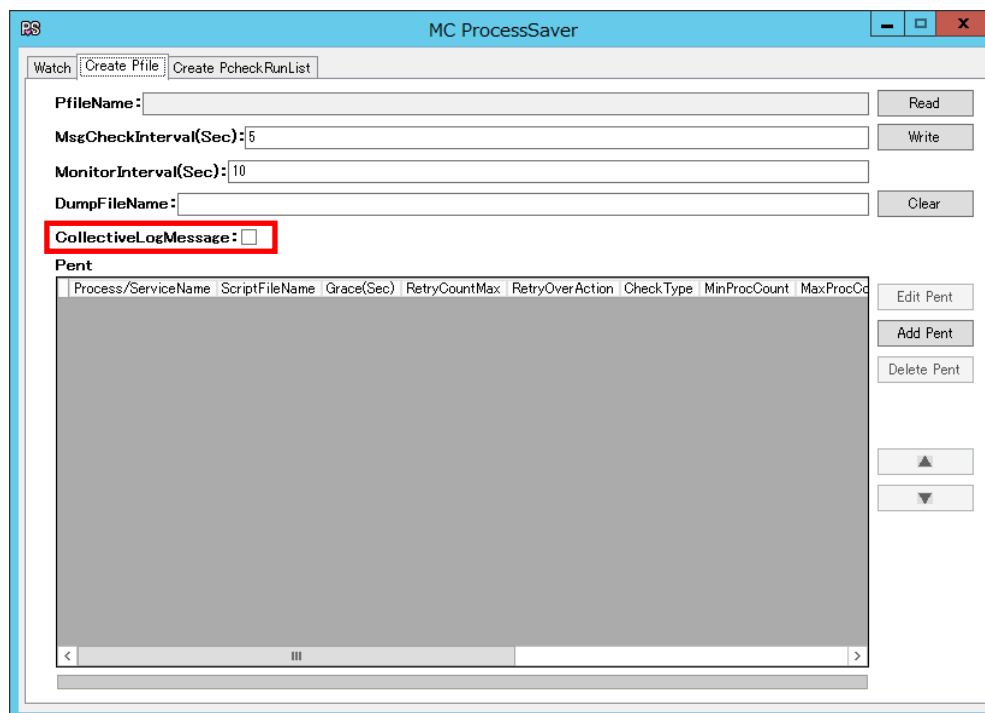 PS MC ProcessSaver
Watch Create Pfile Create PcheckRunList
PfileName: Read
MsgCheckInterval(Sec): 5 Write
MonitorInterval(Sec): 10
DumpFileName: Clear
CollectiveLogMessage:
Pent
Process/ServiceName ScriptFileName Grace(Sec) RetryCountMax RetryOverAction CheckType MinProcCount MaxProcCo
Edit Pent
Add Pent
Delete Pent